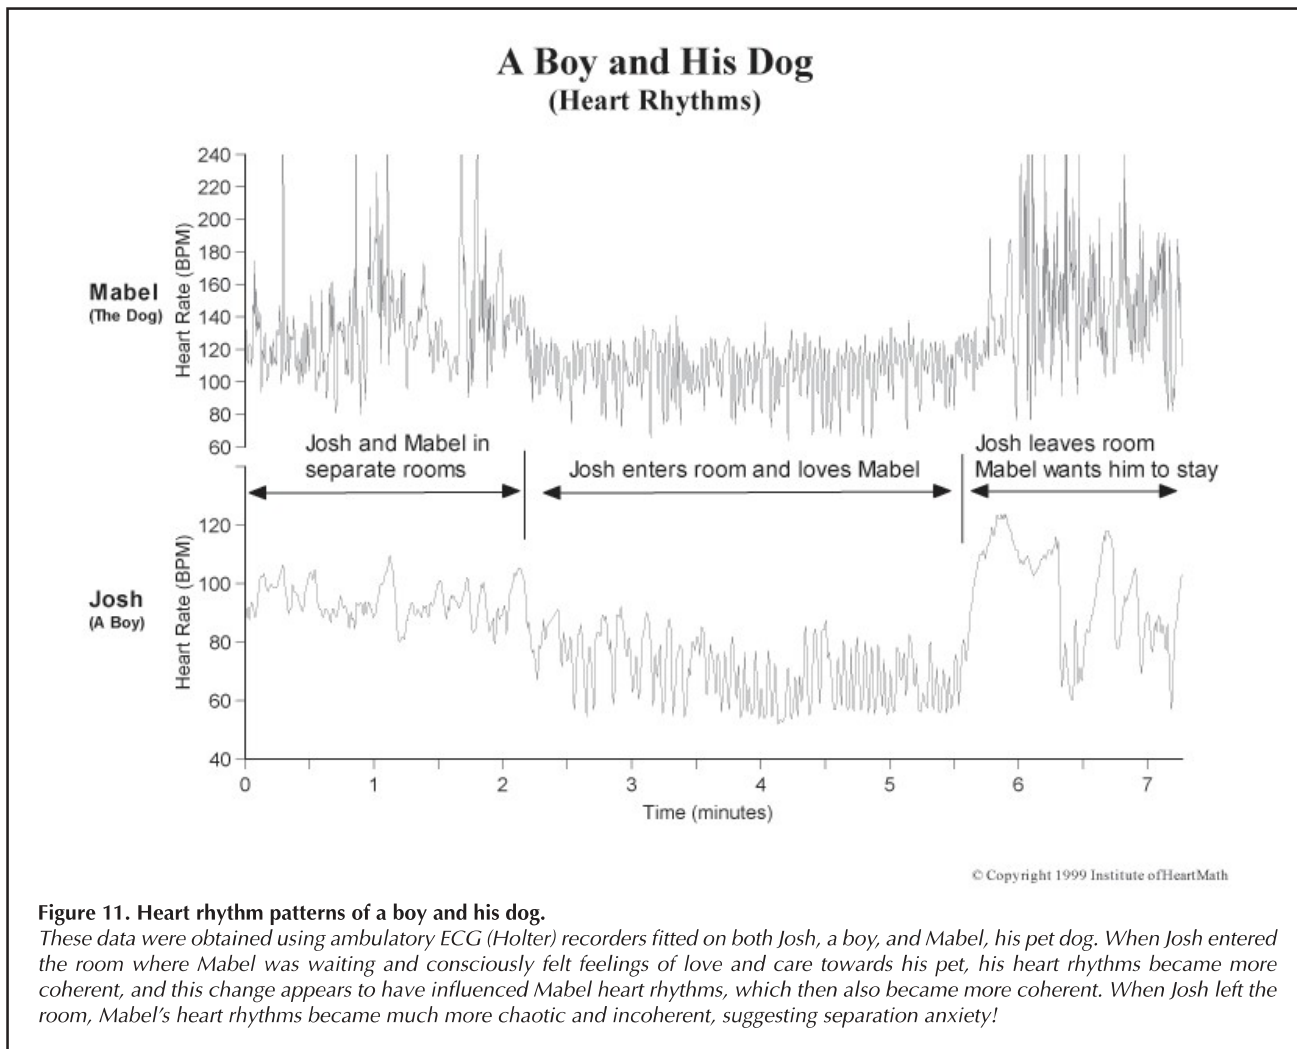 A Boy and His Dog
(Heart Rhythms)
240
220
200
180
160
140
120
100
80
60
Heart Rate (BPM)
Mabel
(The Dog)
Josh and Mabel in
separate rooms
Josh enters room and loves Mabel
Josh leaves room
Mabel wants him to stay
120
100
80
60
40
Heart Rate (BPM)
Josh
(A Boy)
0 1 2 3 4 5 6 7
Time (minutes)
© Copyright 1999 Institute of HeartMath
Figure 11. Heart rhythm patterns of a boy and his dog.
These data were obtained using ambulatory ECG (Holter) recorders fitted on both Josh, a boy, and Mabel, his pet dog. When Josh entered
the room where Mabel was waiting and consciously felt feelings of love and care towards his pet, his heart rhythms became more
coherent, and this change appears to have influenced Mabel heart rhythms, which then also became more coherent. When Josh left the
room, Mabel's heart rhythms became much more chaotic and incoherent, suggesting separation anxiety!